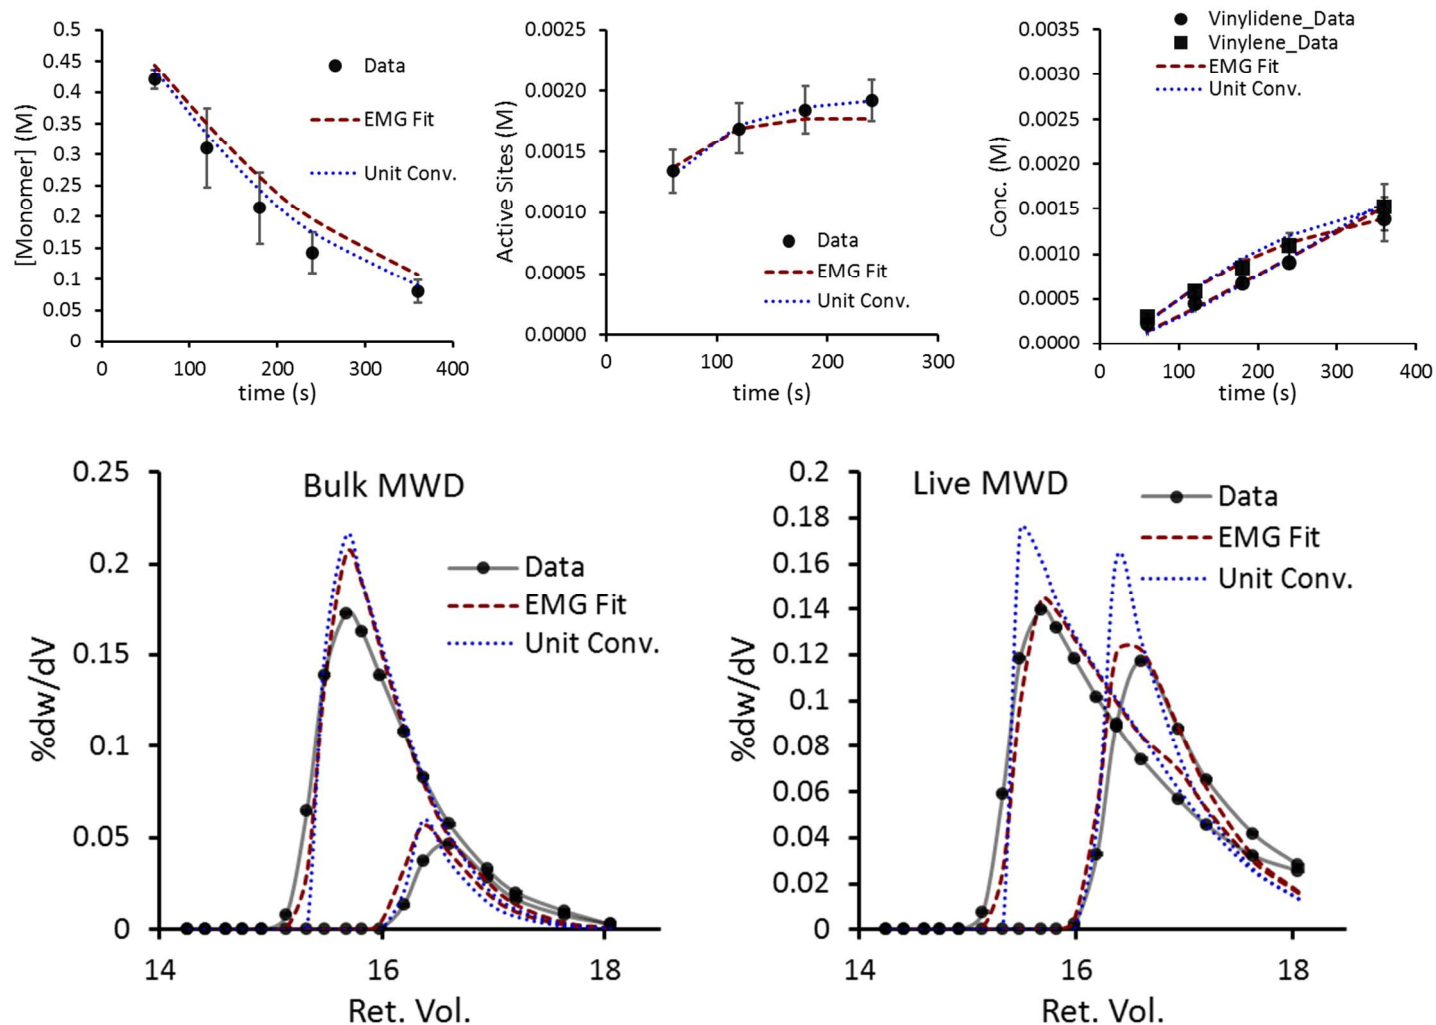 0.5
0.45
0.4
0.35
0.3
0.25
0.2
0.15
0.1
0.05
0
0 100 200 300 400
[Monomer] (M)
time (s)
Data
EMG Fit
Unit Conv.
0.0025
0.0020
0.0015
0.0010
0.0005
0.0000
0 100 200 300
Active Sites (M)
time (s)
Data
EMG Fit
Unit Conv.
0.0035
0.0030
0.0025
0.0020
0.0015
0.0010
0.0005
0.0000
0 100 200 300 400
Conc. (M)
time (s)
Vinylidene_Data
Vinylene_Data
EMG Fit
Unit Conv.
Bulk MWD
0.25
0.2
0.15
0.1
0.05
0
14 16 18
%dw/dV
Ret. Vol.
Data
EMG Fit
Unit Conv.
Live MWD
0.2
0.18
0.16
0.14
0.12
0.1
0.08
0.06
0.04
0.02
0
14 16 18
%dw/dV
Ret. Vol.
Data
EMG Fit
Unit Conv.